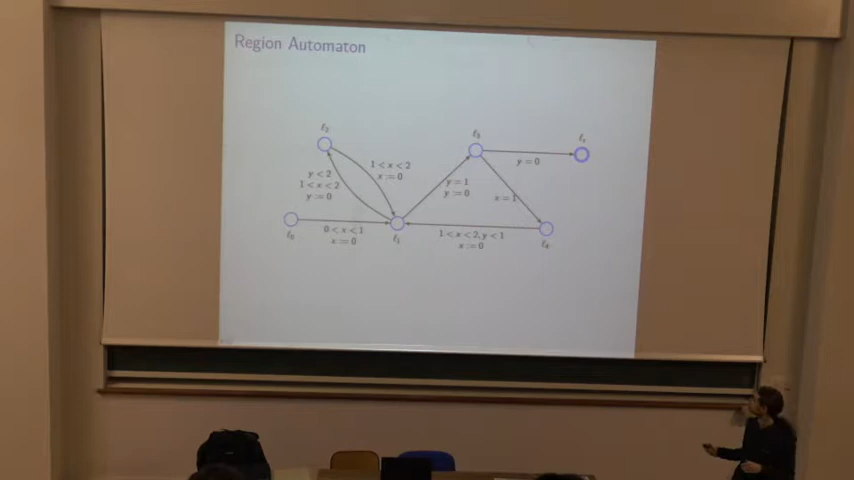 Region Automaton
ℓ₂
ℓ₃
1 < x < 2
x := 0
y = 0
y < 2
1 < x < 2
y := 0
y = 1
y := 0
x = 1
ℓ₀
0 < x < 1
x := 0
ℓ₁
1 < x < 2, y < 1
x := 0
ℓ₄